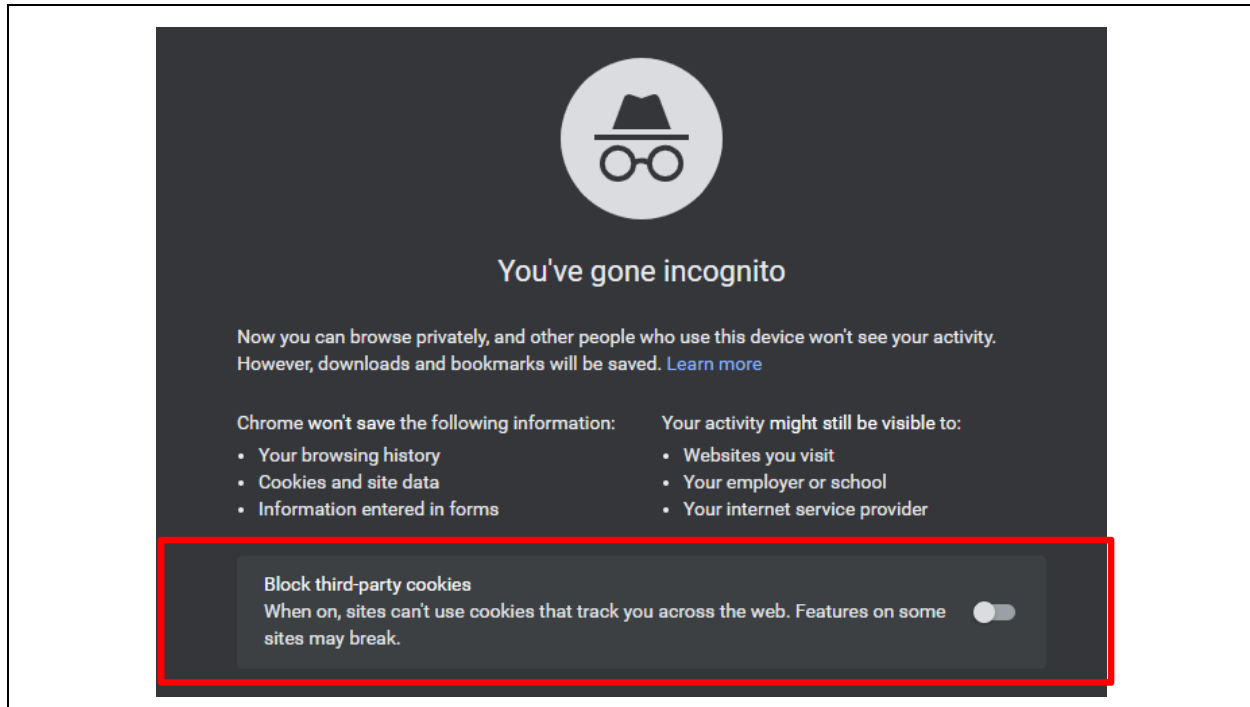 You've gone incognito
Now you can browse privately, and other people who use this device won't see your activity.
However, downloads and bookmarks will be saved. Learn more
Chrome won't save the following information:
• Your browsing history
• Cookies and site data
• Information entered in forms
Your activity might still be visible to:
• Websites you visit
• Your employer or school
• Your internet service provider
Block third-party cookies
When on, sites can't use cookies that track you across the web. Features on some
sites may break.